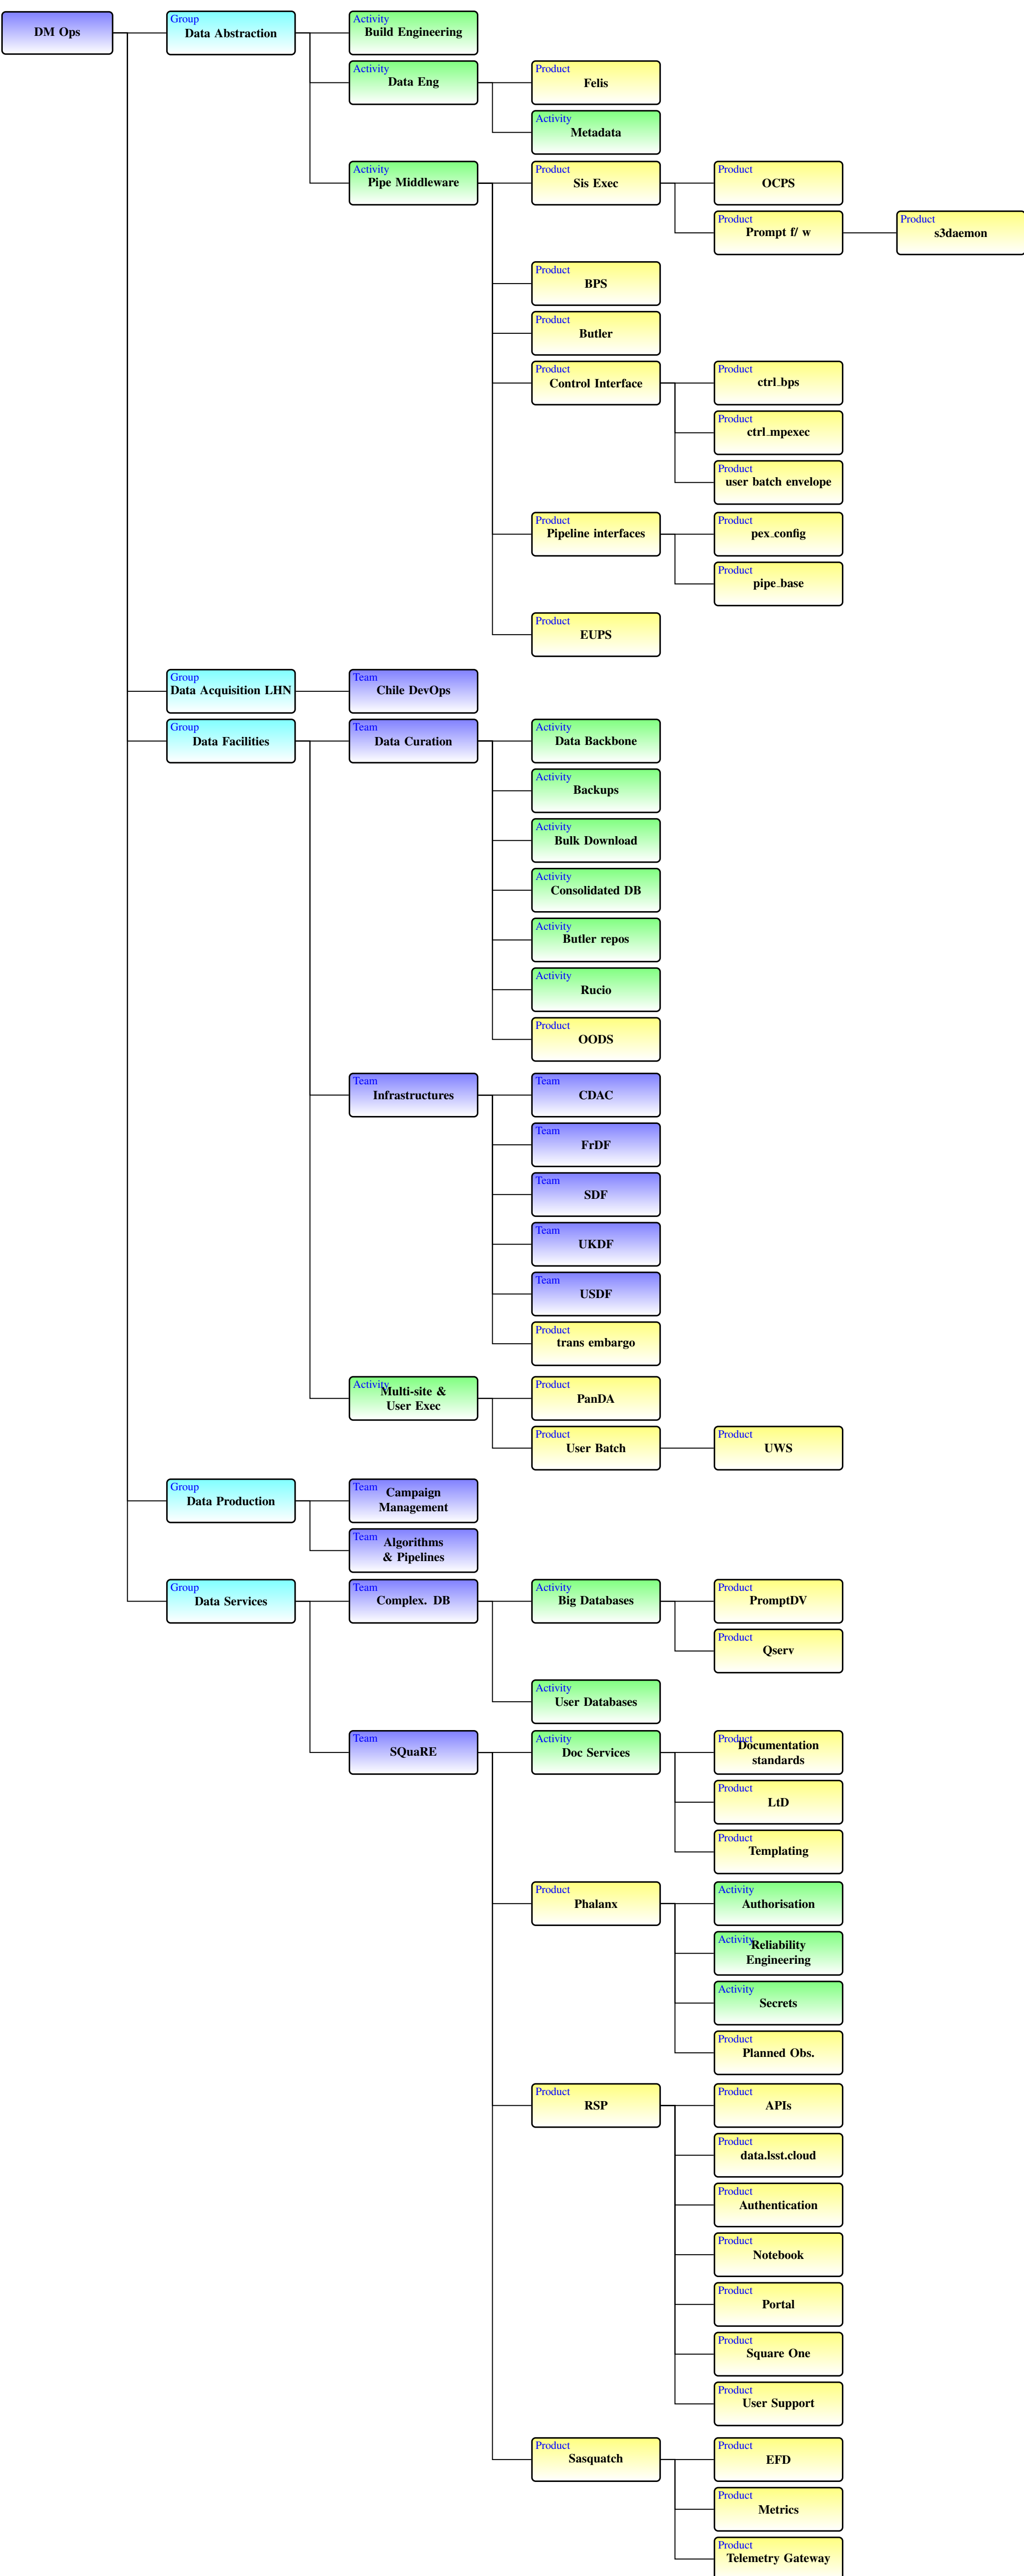 DM Ops
Group
Data Abstraction
Activity
Build Engineering
Activity
Data Eng
Product
Felis
Activity
Metadata
Activity
Pipe Middleware
Product
Sis Exec
Product
OCPS
Product
Prompt f/ w
Product
s3daemon
Product
BPS
Product
Butler
Product
Control Interface
Product
ctrl_bps
Product
ctrl_mpexec
Product
user batch envelope
Product
Pipeline interfaces
Product
pex_config
Product
pipe_base
Product
EUPS
Group
Data Acquisition LHN
Team
Chile DevOps
Group
Data Facilities
Team
Data Curation
Activity
Data Backbone
Activity
Backups
Activity
Bulk Download
Activity
Consolidated DB
Activity
Butler repos
Activity
Rucio
Product
OODS
Team
Infrastructures
Team
CDAC
Team
FrDF
Team
SDF
Team
UKDF
Team
USDF
Product
trans embargo
Activity
Multi-site &
User Exec
Product
PanDA
Product
User Batch
Product
UWS
Group
Data Production
Team
Campaign
Management
Team
Algorithms
& Pipelines
Group
Data Services
Team
Complex. DB
Activity
Big Databases
Product
PromptDV
Product
Qserv
Activity
User Databases
Team
SQuaRE
Activity
Doc Services
Product
Documentation
standards
Product
LtD
Product
Templating
Product
Phalanx
Activity
Authorisation
Activity
Reliability
Engineering
Activity
Secrets
Product
Planned Obs.
Product
RSP
Product
APIs
Product
data.lsst.cloud
Product
Authentication
Product
Notebook
Product
Portal
Product
Square One
Product
User Support
Product
Sasquatch
Product
EFD
Product
Metrics
Product
Telemetry Gateway